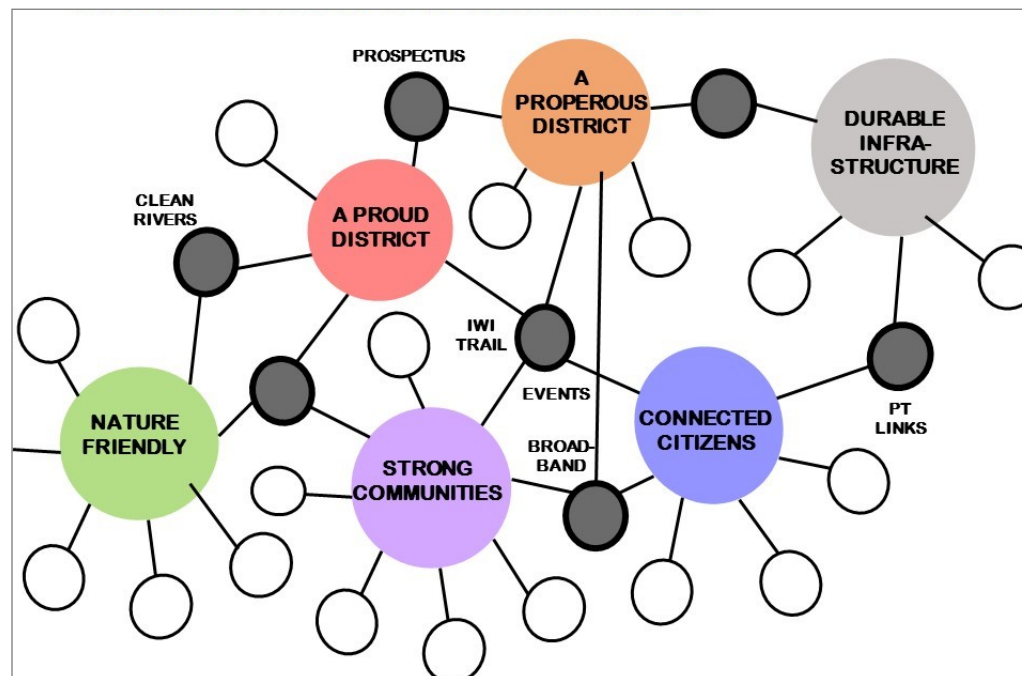 PROSPECTUS
A
PROPEROUS
DISTRICT
DURABLE
INFRA-
STRUCTURE
CLEAN
RIVERS
A PROUD
DISTRICT
IWI
TRAIL
EVENTS
NATURE
FRIENDLY
STRONG
COMMUNITIES
BROAD-
BAND
CONNECTED
CITIZENS
PT
LINKS